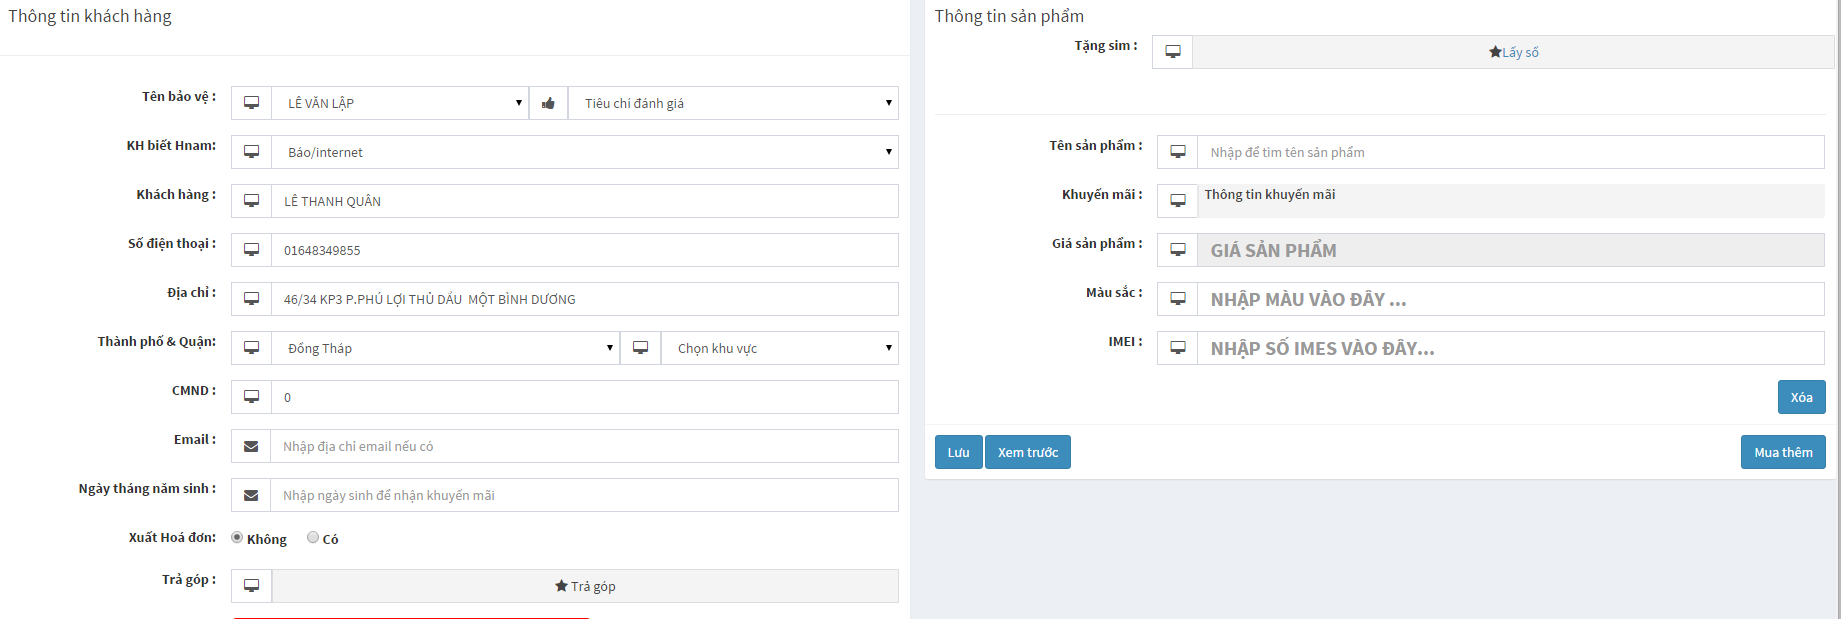 Thông tin khách hàng
Tên bảo vệ :
LÊ VĂN LẬP
Tiêu chí đánh giá
KH biết Hnam:
Báo/internet
Khách hàng :
LÊ THANH QUÂN
Số điện thoại :
01648349855
Địa chỉ :
46/34 KP3 P.PHÚ LỢI THỦ DẦU  MỘT BÌNH DƯƠNG
Thành phố & Quận:
Đồng Tháp
Chọn khu vực
CMND :
0
Email :
Nhập địa chỉ email nếu có
Ngày tháng năm sinh :
Nhập ngày sinh để nhận khuyến mãi
Xuất Hoá đơn:
Không
Có
Trả góp :
Trả góp
Thông tin sản phẩm
Tặng sim :
Lấy số
Tên sản phẩm :
Nhập để tìm tên sản phẩm
Khuyến mãi :
Thông tin khuyến mãi
Giá sản phẩm :
GIÁ SẢN PHẨM
Màu sắc :
NHẬP MÀU VÀO ĐÂY ...
IMEI :
NHẬP SỐ IMES VÀO ĐÂY...
Xóa
Lưu
Xem trước
Mua thêm